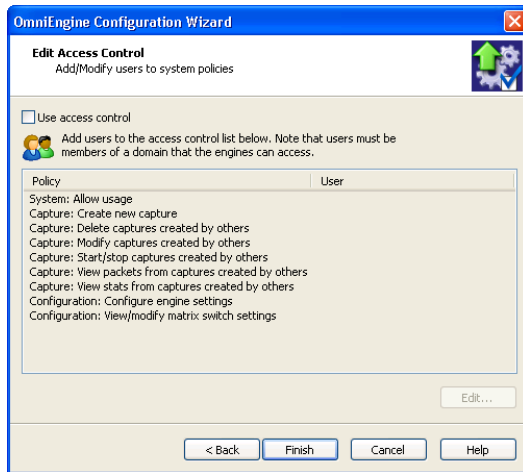 OmniEngine Configuration Wizard
Edit Access Control
Add/Modify users to system policies
Use access control
Add users to the access control list below. Note that users must be
members of a domain that the engines can access.
Policy User
System: Allow usage
Capture: Create new capture
Capture: Delete captures created by others
Capture: Modify captures created by others
Capture: Start/stop captures created by others
Capture: View packets from captures created by others
Capture: View stats from captures created by others
Configuration: Configure engine settings
Configuration: View/modify matrix switch settings
Edit...
< Back Finish Cancel Help